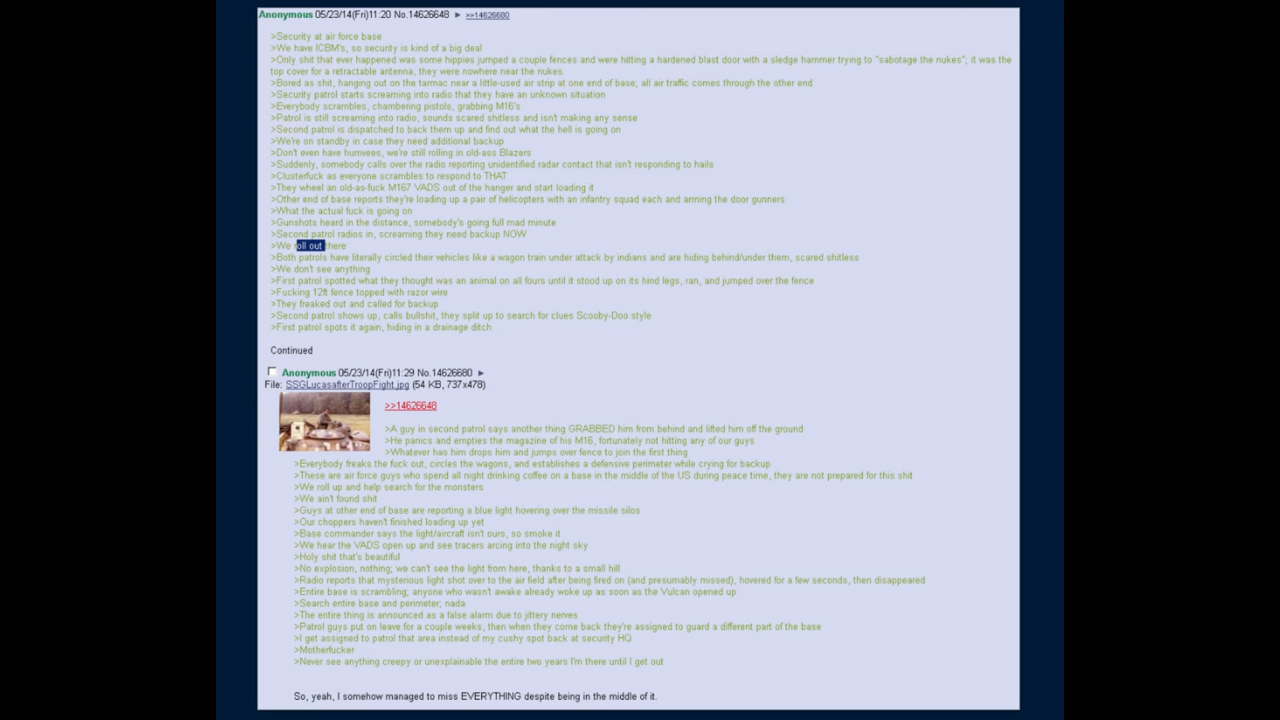 Anonymous 05/23/14(Fri)11:20 No.14626648 ► >>14626680
>Security at air force base
>We have ICBM's, so security is kind of a big deal
>Only shit that ever happened was some hippies jumped a couple fences and were hitting a hardened blast door with a sledge hammer trying to "sabotage the nukes"; it was the
top cover for a retractable antenna, they were nowhere near the nukes.
>Bored as shit, hanging out on the tarmac near a little-used air strip at one end of base; all air traffic comes through the other end
>Security patrol starts screaming into radio that they have an unknown situation
>Everybody scrambles, chambering pistols, grabbing M16's
>Patrol is still screaming into radio, sounds scared shitless and isn't making any sense
>Second patrol is dispatched to back them up and find out what the hell is going on
>We're on standby in case they need additional backup
>Don't even have humvees, we're still rolling in old-ass Blazers
>Suddenly, somebody calls over the radio reporting unidentified radar contact that isn't responding to hails
>Clusterfuck as everyone scrambles to respond to THAT
>They wheel an old-as-fuck M167 VADS out of the hanger and start loading it
>Other end of base reports they're loading up a pair of helicopters with an infantry squad each and arming the door gunners
>What the actual fuck is going on
>Gunshots heard in the distance, somebody's going full mad minute
>Second patrol radios in, screaming they need backup NOW
>We roll out there
>Both patrols have literally circled their vehicles like a wagon train under attack by indians and are hiding behind/under them, scared shitless
>We don't see anything
>First patrol spotted what they thought was an animal on all fours until it stood up on its hind legs, ran, and jumped over the fence
>Fucking 12ft fence topped with razor wire
>They freaked out and called for backup
>Second patrol shows up, calls bullshit, they split up to search for clues Scooby-Doo style
>First patrol spots it again, hiding in a drainage ditch
Continued
Anonymous 05/23/14(Fri)11:29 No.14626680 ►
File: SSGLucasafterTroopFight.jpg (54 KB, 737x478)
>>14626648
>A guy in second patrol says another thing GRABBED him from behind and lifted him off the ground
>He panics and empties the magazine of his M16, fortunately not hitting any of our guys
>Whatever has him drops him and jumps over fence to join the first thing
>Everybody freaks the fuck out, circles the wagons, and establishes a defensive perimeter while crying for backup
>These are air force guys who spend all night drinking coffee on a base in the middle of the US during peace time, they are not prepared for this shit
>We roll up and help search for the monsters
>We ain't found shit
>Guys at other end of base are reporting a blue light hovering over the missile silos
>Our choppers haven't finished loading up yet
>Base commander says the light/aircraft isn't ours, so smoke it
>We hear the VADS open up and see tracers arcing into the night sky
>Holy shit that's beautiful
>No explosion, nothing; we can't see the light from here, thanks to a small hill
>Radio reports that mysterious light shot over to the air field after being fired on (and presumably missed), hovered for a few seconds, then disappeared
>Entire base is scrambling; anyone who wasn't awake already woke up as soon as the Vulcan opened up
>Search entire base and perimeter; nada
>The entire thing is announced as a false alarm due to jittery nerves
>Patrol guys put on leave for a couple weeks, then when they come back they're assigned to guard a different part of the base
>I get assigned to patrol that area instead of my cushy spot back at security HQ
>Motherfucker
>Never see anything creepy or unexplainable the entire two years I'm there until I get out
So, yeah, I somehow managed to miss EVERYTHING despite being in the middle of it.